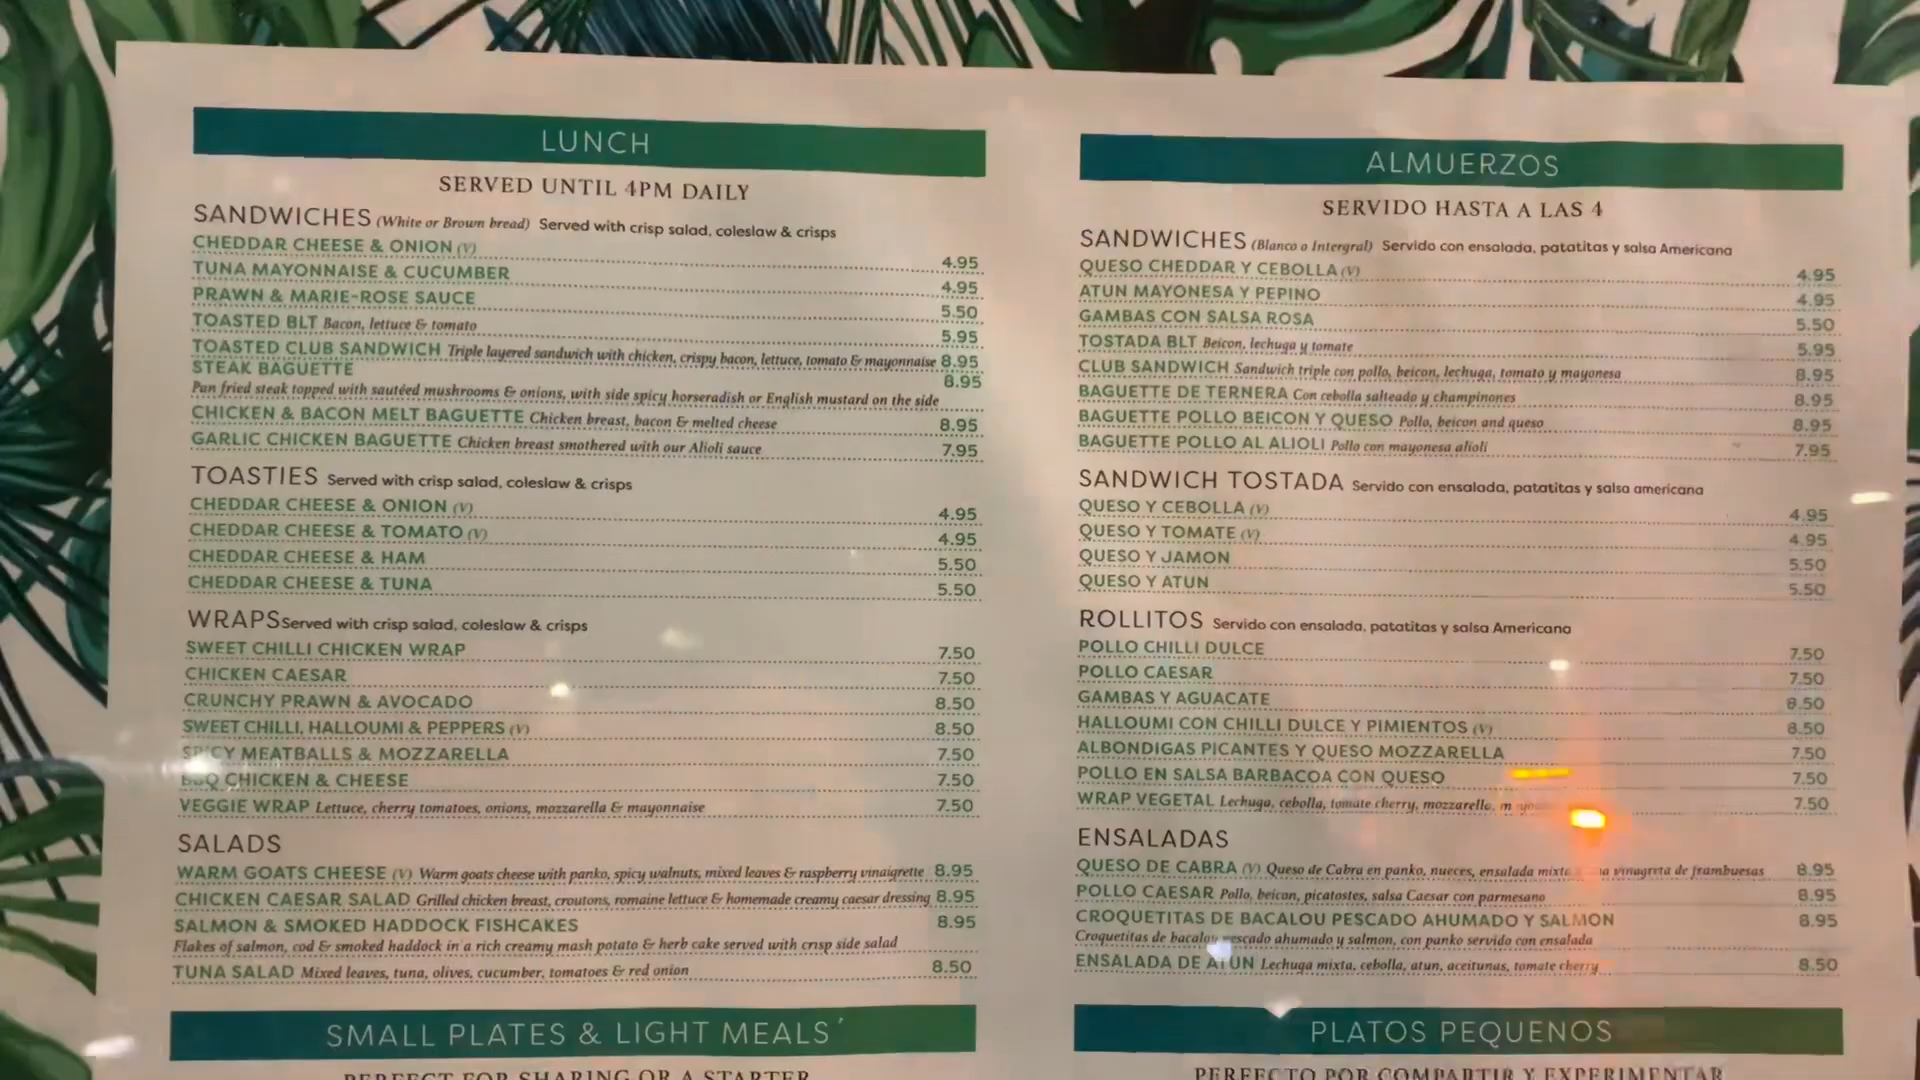 LUNCH
SERVED UNTIL 4PM DAILY
SANDWICHES (White or Brown bread) Served with crisp salad, coleslaw & crisps
CHEDDAR CHEESE & ONION (V) 4.95
TUNA MAYONNAISE & CUCUMBER 4.95
PRAWN & MARIE-ROSE SAUCE 5.50
TOASTED BLT Bacon, lettuce & tomato 5.95
TOASTED CLUB SANDWICH Triple layered sandwich with chicken, crispy bacon, lettuce, tomato & mayonnaise 8.95
STEAK BAGUETTE 8.95
Pan fried steak topped with sautéed mushrooms & onions, with side spicy horseradish or English mustard on the side
CHICKEN & BACON MELT BAGUETTE Chicken breast, bacon & melted cheese 8.95
GARLIC CHICKEN BAGUETTE Chicken breast smothered with our Alioli sauce 7.95
TOASTIES Served with crisp salad, coleslaw & crisps
CHEDDAR CHEESE & ONION (V) 4.95
CHEDDAR CHEESE & TOMATO (V) 4.95
CHEDDAR CHEESE & HAM 5.50
CHEDDAR CHEESE & TUNA 5.50
WRAPS Served with crisp salad, coleslaw & crisps
SWEET CHILLI CHICKEN WRAP 7.50
CHICKEN CAESAR 7.50
CRUNCHY PRAWN & AVOCADO 8.50
SWEET CHILLI, HALLOUMI & PEPPERS (V) 8.50
SPICY MEATBALLS & MOZZARELLA 7.50
BBQ CHICKEN & CHEESE 7.50
VEGGIE WRAP Lettuce, cherry tomatoes, onions, mozzarella & mayonnaise 7.50
SALADS
WARM GOATS CHEESE (V) Warm goats cheese with panko, spicy walnuts, mixed leaves & raspberry vinaigrette 8.95
CHICKEN CAESAR SALAD Grilled chicken breast, croutons, romaine lettuce & homemade creamy caesar dressing 8.95
SALMON & SMOKED HADDOCK FISHCAKES 8.95
Flakes of salmon, cod & smoked haddock in a rich creamy mash potato & herb cake served with crisp side salad
TUNA SALAD Mixed leaves, tuna, olives, cucumber, tomatoes & red onion 8.50
SMALL PLATES & LIGHT MEALS
PERFECT FOR SHARING OR A STARTER
ALMUERZOS
SERVIDO HASTA A LAS 4
SANDWICHES (Blanco o Intergral) Servido con ensalada, patatitas y salsa Americana
QUESO CHEDDAR Y CEBOLLA (V) 4.95
ATUN MAYONESA Y PEPINO 4.95
GAMBAS CON SALSA ROSA 5.50
TOSTADA BLT Beicon, lechuga y tomate 5.95
CLUB SANDWICH Sandwich triple con pollo, beicon, lechuga, tomato y mayonesa 8.95
BAGUETTE DE TERNERA Con cebolla salteado y champinones 8.95
BAGUETTE POLLO BEICON Y QUESO Pollo, beicon and queso 8.95
BAGUETTE POLLO AL ALIOLI Pollo con mayonesa alioli 7.95
SANDWICH TOSTADA Servido con ensalada, patatitas y salsa americana
QUESO Y CEBOLLA (V) 4.95
QUESO Y TOMATE (V) 4.95
QUESO Y JAMON 5.50
QUESO Y ATUN 5.50
ROLLITOS Servido con ensalada, patatitas y salsa Americana
POLLO CHILLI DULCE 7.50
POLLO CAESAR 7.50
GAMBAS Y AGUACATE 8.50
HALLOUMI CON CHILLI DULCE Y PIMIENTOS (V) 8.50
ALBONDIGAS PICANTES Y QUESO MOZZARELLA 7.50
POLLO EN SALSA BARBACOA CON QUESO 7.50
WRAP VEGETAL Lechuga, cebolla, tomate cherry, mozzarella, 7.50
ENSALADAS
QUESO DE CABRA (V) Queso de Cabra en panko, nueces, ensalada mixta vinagreta de frambuesas 8.95
POLLO CAESAR Pollo, beicon, picatostes, salsa Caesar con parmesano 8.95
CROQUETITAS DE BACALOU PESCADO AHUMADO Y SALMON 8.95
Croquetitas de bacalou pescado ahumado y salmon, con panko servido con ensalada
ENSALADA DE ATUN Lechuga mixta, cebolla, atun, aceitunas, tomate cherry 8.50
PLATOS PEQUENOS
PERFECTO POR COMPARTIR Y EXPERIMENTAR